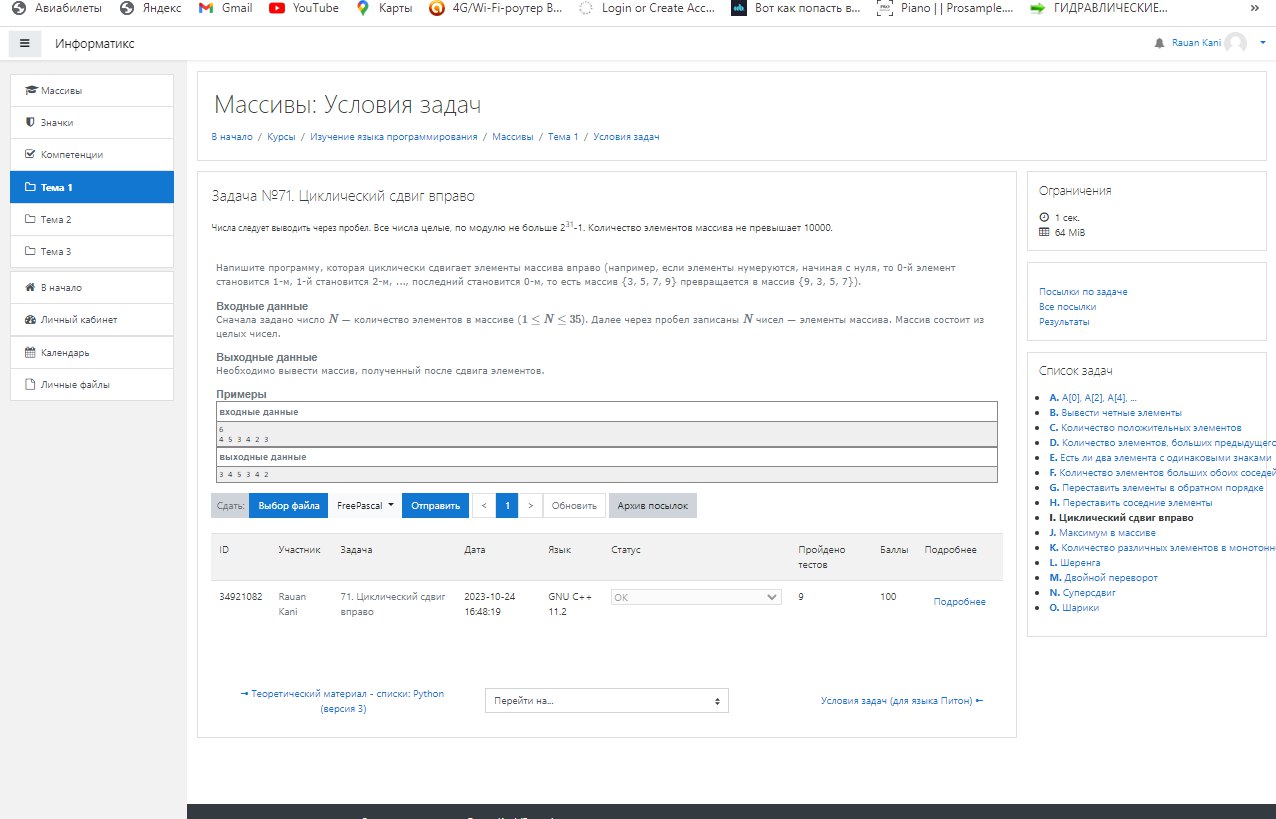 Авиабилеты Яндекс Gmail YouTube Карты 4G/Wi-Fi-роутер B... Login or Create Acc... Вот как попасть в... Piano | | Prosample.... ГИДРАВЛИЧЕСКИЕ... »
Информатикс
Rauan Kani
Массивы
Значки
Компетенции
Тема 1
Тема 2
Тема 3
В начало
Личный кабинет
Календарь
Личные файлы
Массивы: Условия задач
В начало / Курсы / Изучение языка программирования / Массивы / Тема 1 / Условия задач
Задача №71. Циклический сдвиг вправо
Числа следует выводить через пробел. Все числа целые, по модулю не больше 2^31-1. Количество элементов массива не превышает 10000.
Напишите программу, которая циклически сдвигает элементы массива вправо (например, если элементы нумеруются, начиная с нуля, то 0-й элемент
становится 1-м, 1-й становится 2-м, ..., последний становится 0-м, то есть массив {3, 5, 7, 9} превращается в массив {9, 3, 5, 7}).
Входные данные
Сначала задано число N — количество элементов в массиве (1 ≤ N ≤ 35). Далее через пробел записаны N чисел — элементы массива. Массив состоит из
целых чисел.
Выходные данные
Необходимо вывести массив, полученный после сдвига элементов.
Примеры
входные данные
6
4 5 3 4 2 3
выходные данные
3 4 5 3 4 2
Сдать: Выбор файла FreePascal Отправить < 1 > Обновить Архив посылок
ID Участник Задача Дата Язык Статус Пройдено тестов Баллы Подробнее
34921082 Rauan Kani 71. Циклический сдвиг вправо 2023-10-24 16:48:19 GNU C++ 11.2 OK 9 100 Подробнее
→ Теоретический материал - списки: Python
(версия 3)
Перейти на...
Условия задач (для языка Питон) ←
Ограничения
1 сек.
64 MiB
Посылки по задаче
Все посылки
Результаты
Список задач
A. A[0], A[2], A[4], ...
B. Вывести четные элементы
C. Количество положительных элементов
D. Количество элементов, больших предыдущего
E. Есть ли два элемента с одинаковыми знаками
F. Количество элементов больших обоих соседей
G. Переставить элементы в обратном порядке
H. Переставить соседние элементы
I. Циклический сдвиг вправо
J. Максимум в массиве
K. Количество различных элементов в монотонн
L. Шеренга
M. Двойной переворот
N. Суперсдвиг
O. Шарики